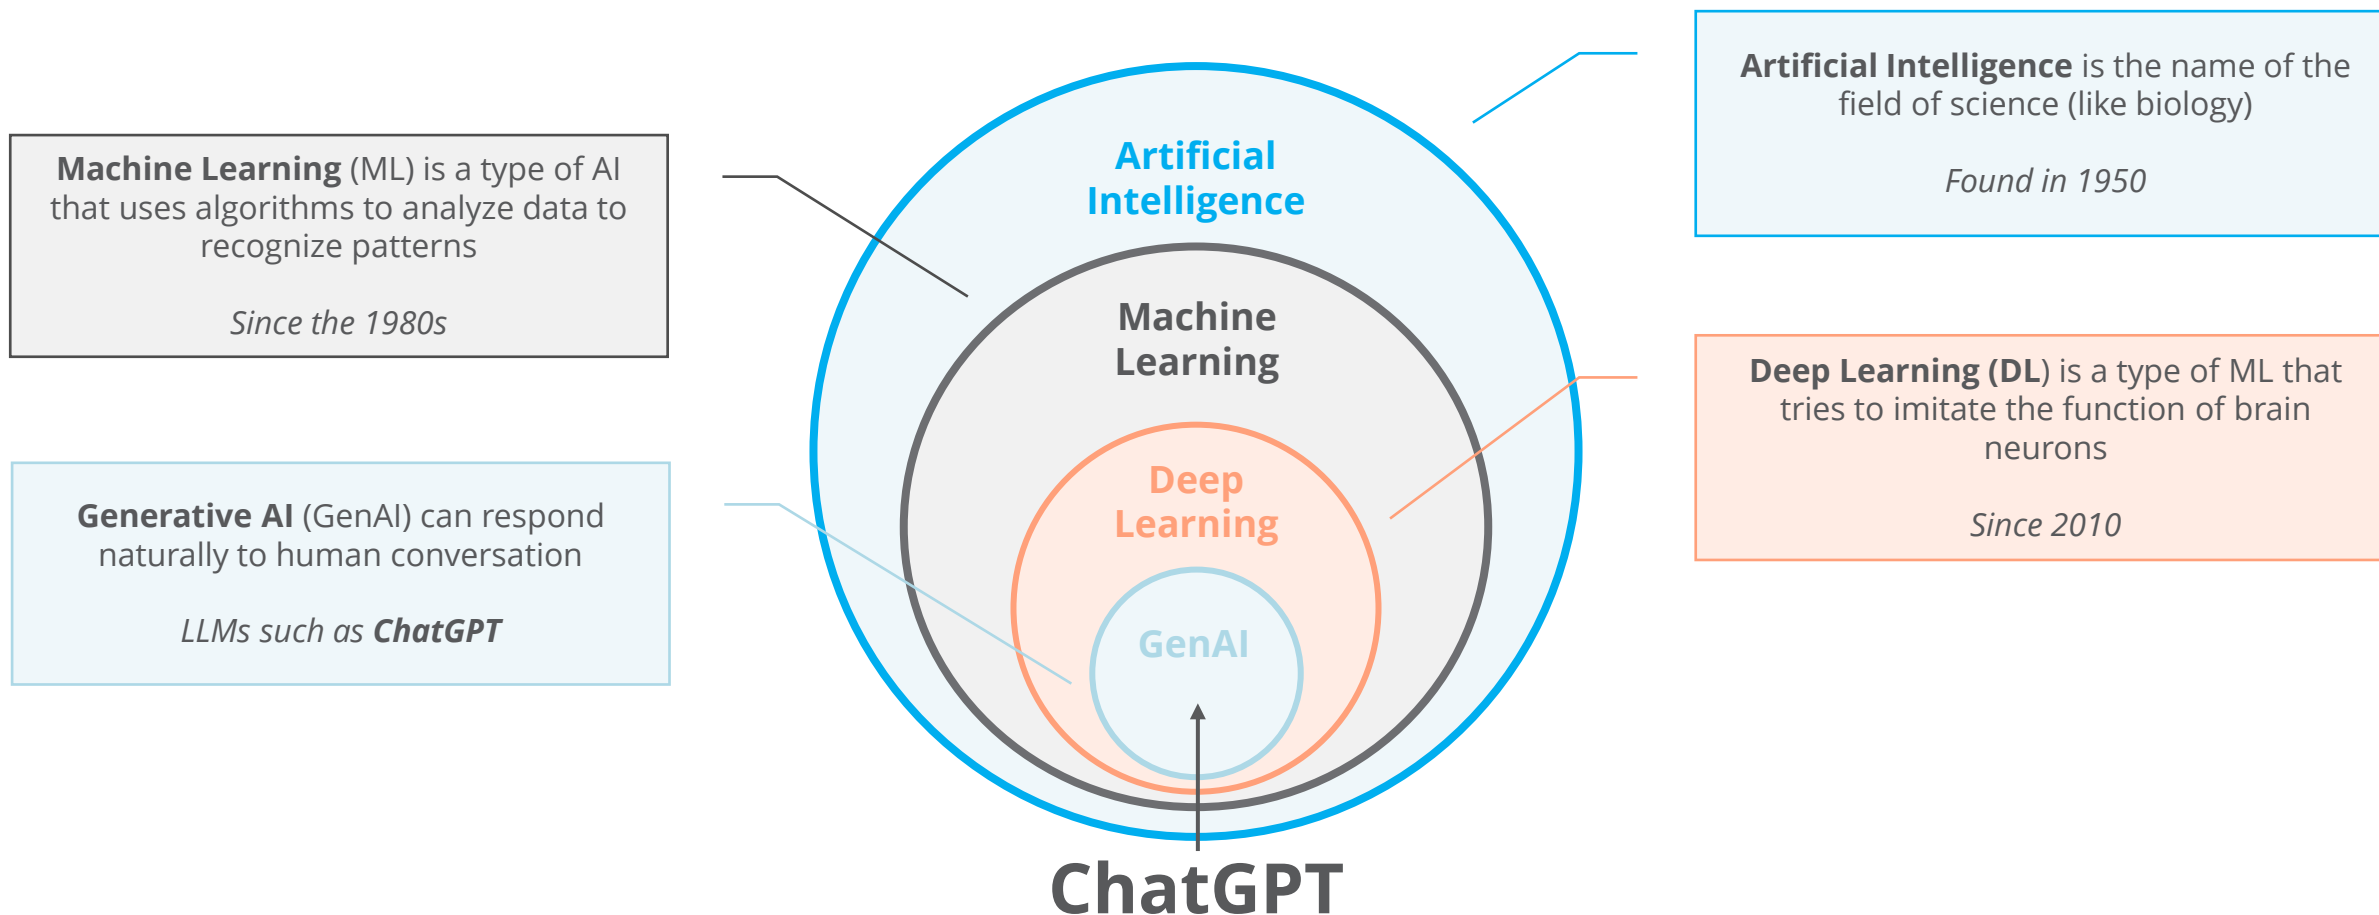 Machine Learning (ML) is a type of AI
that uses algorithms to analyze data to
recognize patterns
Since the 1980s
Generative AI (GenAI) can respond
naturally to human conversation
LLMs such as ChatGPT
Artificial
Intelligence
Machine
Learning
Deep
Learning
GenAI
ChatGPT
Artificial Intelligence is the name of the
field of science (like biology)
Found in 1950
Deep Learning (DL) is a type of ML that
tries to imitate the function of brain
neurons
Since 2010